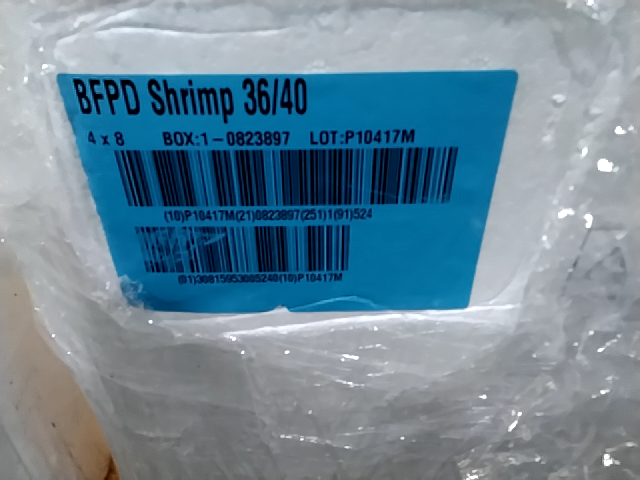 BFPD Shrimp 36/40
4 x 8 BOX:1-0823897 LOT:P10417M
(10)P10417M(21)0823897(251)1(91)524
(01)30815953005240(10)P10417M